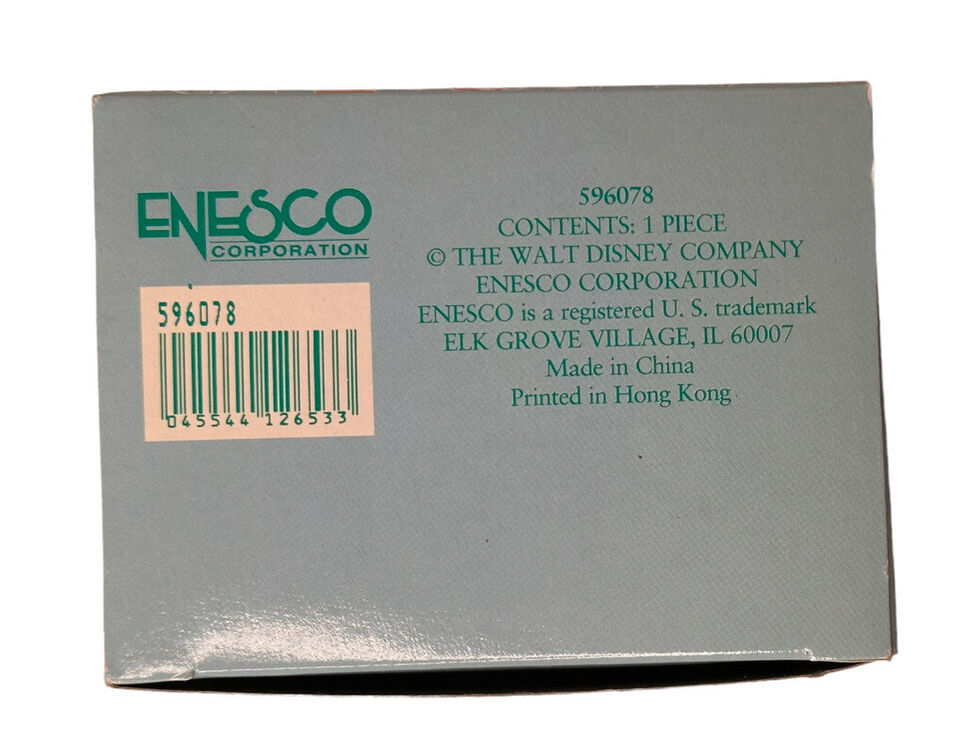 ENESCO
CORPORATION
596078
045544 126533
596078
CONTENTS: 1 PIECE
© THE WALT DISNEY COMPANY
ENESCO CORPORATION
ENESCO is a registered U. S. trademark
ELK GROVE VILLAGE, IL 60007
Made in China
Printed in Hong Kong